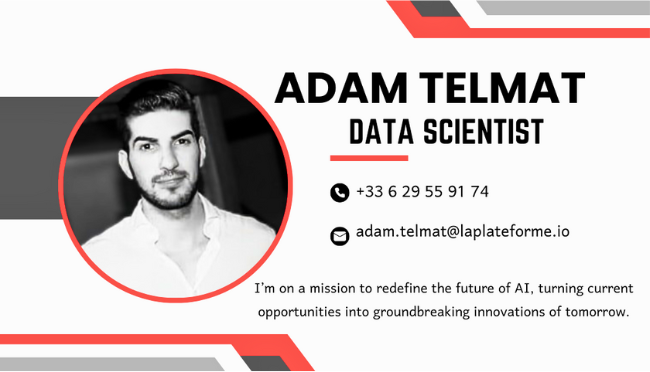 ADAM TELMAT
DATA SCIENTIST
+33 6 29 55 91 74
adam.telmat@laplateforme.io
I'm on a mission to redefine the future of AI, turning current
opportunities into groundbreaking innovations of tomorrow.